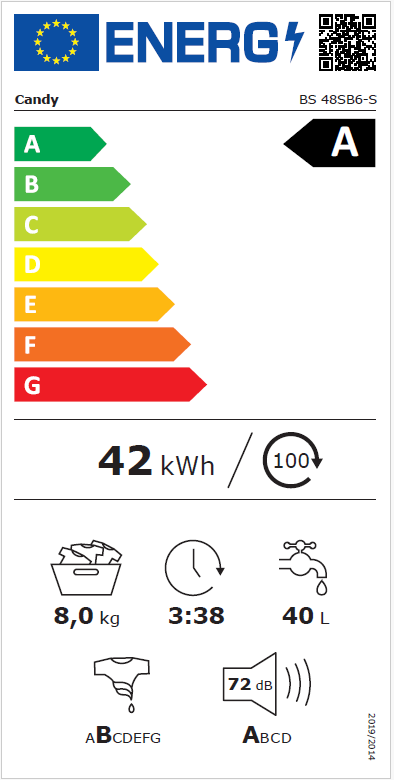 ENERG
Candy BS 48SB6-S
A A
B
C
D
E
F
G
42 kWh / 100
8,0 kg 3:38 40 L
72 dB
ABCDEFG ABCD
2019/2014